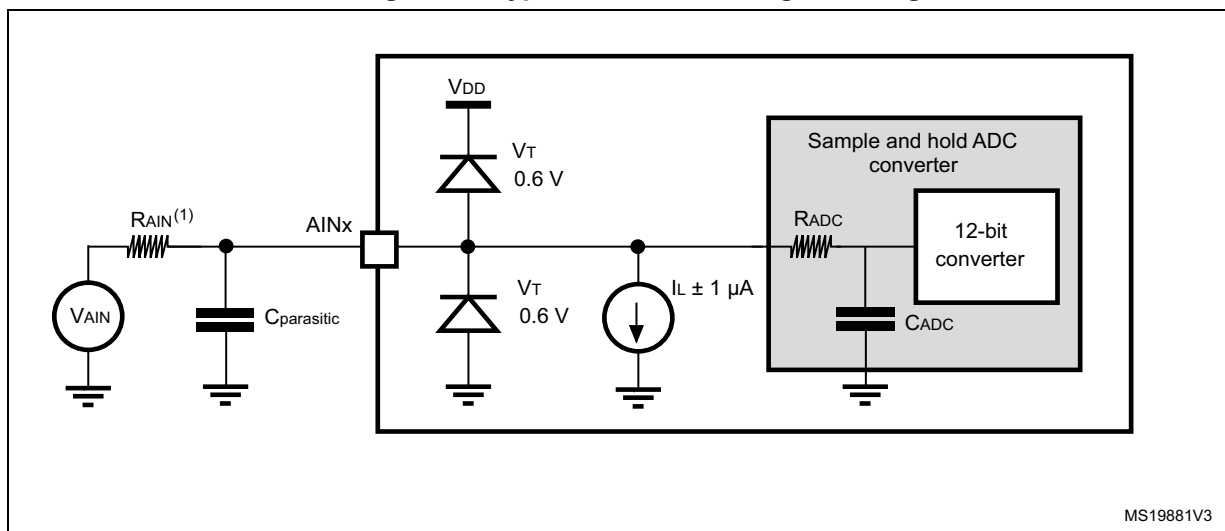 VDD
Sample and hold ADC
converter
VT
0.6 V
RAIN(1)
AINx
RADC
12-bit
converter
VT
0.6 V
IL ± 1 µA
VAIN
Cparasitic
CADC
MS19881V3